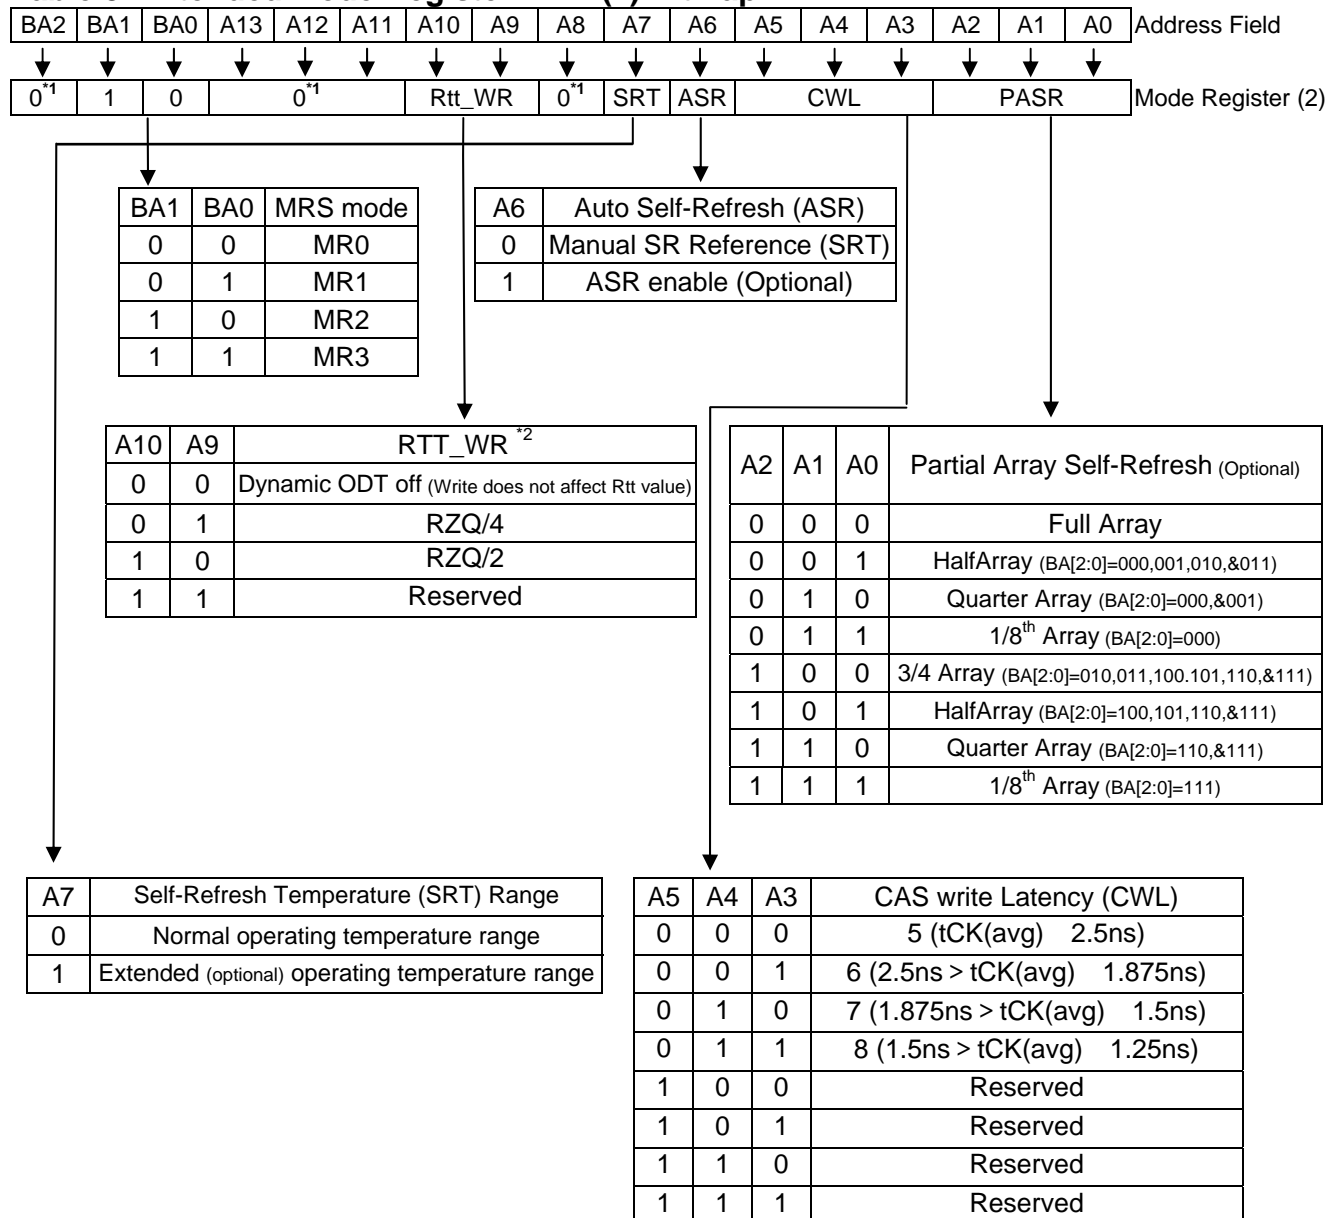 BA2 BA1 BA0 A13 A12 A11 A10 A9 A8 A7 A6 A5 A4 A3 A2 A1 A0 Address Field
0*1 1 0 0*1 Rtt_WR 0*1 SRT ASR CWL PASR Mode Register (2)
BA1 BA0 MRS mode
0 0 MR0
0 1 MR1
1 0 MR2
1 1 MR3
A6 Auto Self-Refresh (ASR)
0 Manual SR Reference (SRT)
1 ASR enable (Optional)
A10 A9 RTT_WR *2
0 0 Dynamic ODT off (Write does not affect Rtt value)
0 1 RZQ/4
1 0 RZQ/2
1 1 Reserved
A2 A1 A0 Partial Array Self-Refresh (Optional)
0 0 0 Full Array
0 0 1 HalfArray (BA[2:0]=000,001,010,&011)
0 1 0 Quarter Array (BA[2:0]=000,&001)
0 1 1 1/8th Array (BA[2:0]=000)
1 0 0 3/4 Array (BA[2:0]=010,011,100.101,110,&111)
1 0 1 HalfArray (BA[2:0]=100,101,110,&111)
1 1 0 Quarter Array (BA[2:0]=110,&111)
1 1 1 1/8th Array (BA[2:0]=111)
A7 Self-Refresh Temperature (SRT) Range
0 Normal operating temperature range
1 Extended (optional) operating temperature range
A5 A4 A3 CAS write Latency (CWL)
0 0 0 5 (tCK(avg) 2.5ns)
0 0 1 6 (2.5ns > tCK(avg) 1.875ns)
0 1 0 7 (1.875ns > tCK(avg) 1.5ns)
0 1 1 8 (1.5ns > tCK(avg) 1.25ns)
1 0 0 Reserved
1 0 1 Reserved
1 1 0 Reserved
1 1 1 Reserved